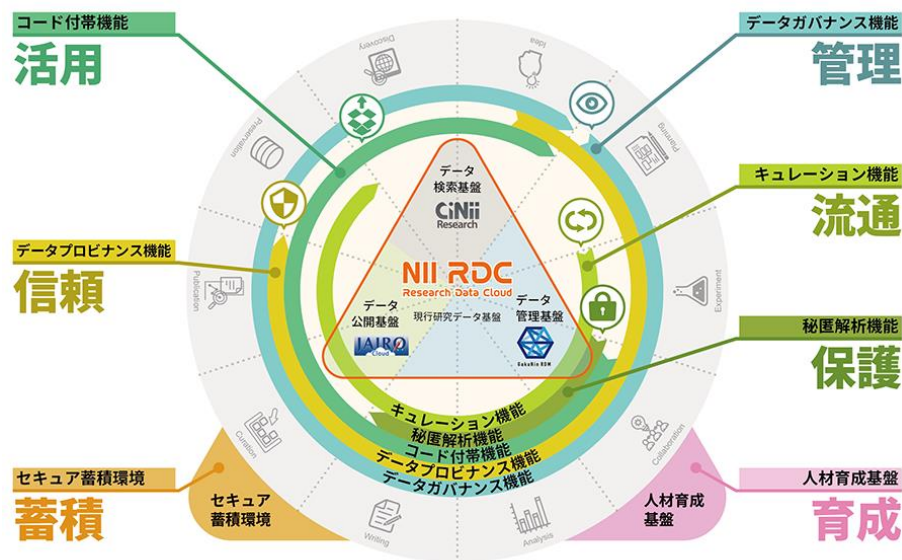 コード付帯機能
活用
データガバナンス機能
管理
Discovery
Idea
Preservation
Planning
データ
検索基盤
CiNii
Research
キュレーション機能
流通
データプロビナンス機能
信頼
Publication
Experiment
NII RDC
Research Data Cloud
データ
公開基盤
JAIRO
Cloud
現行研究データ基盤
データ
管理基盤
GakuNin RDM
秘匿解析機能
保護
キュレーション機能
秘匿解析機能
コード付帯機能
データプロビナンス機能
データガバナンス機能
Curation
Collaboration
セキュア蓄積環境
蓄積
セキュア
蓄積環境
人材育成
基盤
人材育成基盤
育成
Writing
Analysis